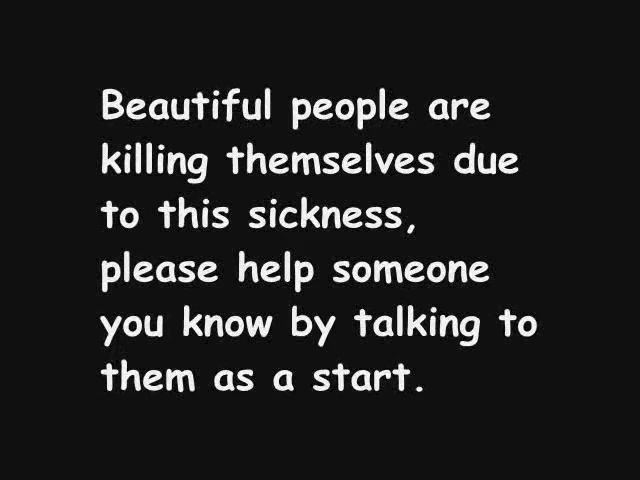 Beautiful people are
killing themselves due
to this sickness,
please help someone
you know by talking to
them as a start.